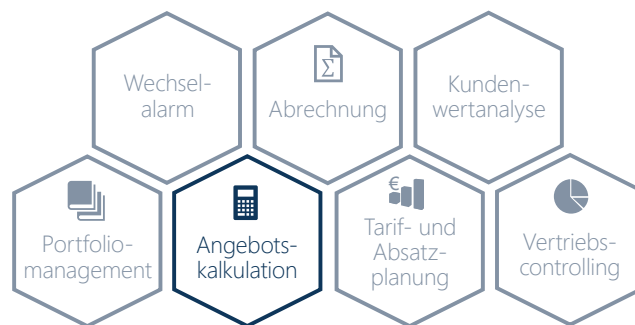 Wechsel-
alarm
Σ
Abrechnung
Kunden-
wertanalyse
Portfolio-
management
Angebots-
kalkulation
€
Tarif- und
Absatz-
planung
Vertriebs-
controlling